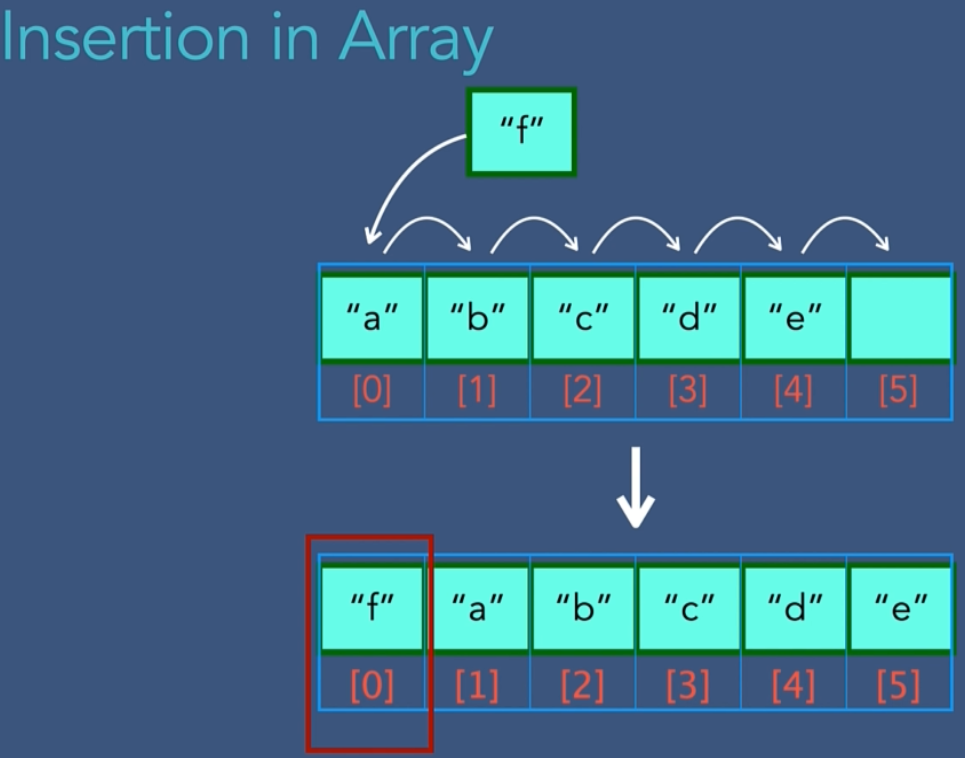 Insertion in Array
“f”
“a” “b” “c” “d” “e”
[0] [1] [2] [3] [4] [5]
“f” “a” “b” “c” “d” “e”
[0] [1] [2] [3] [4] [5]